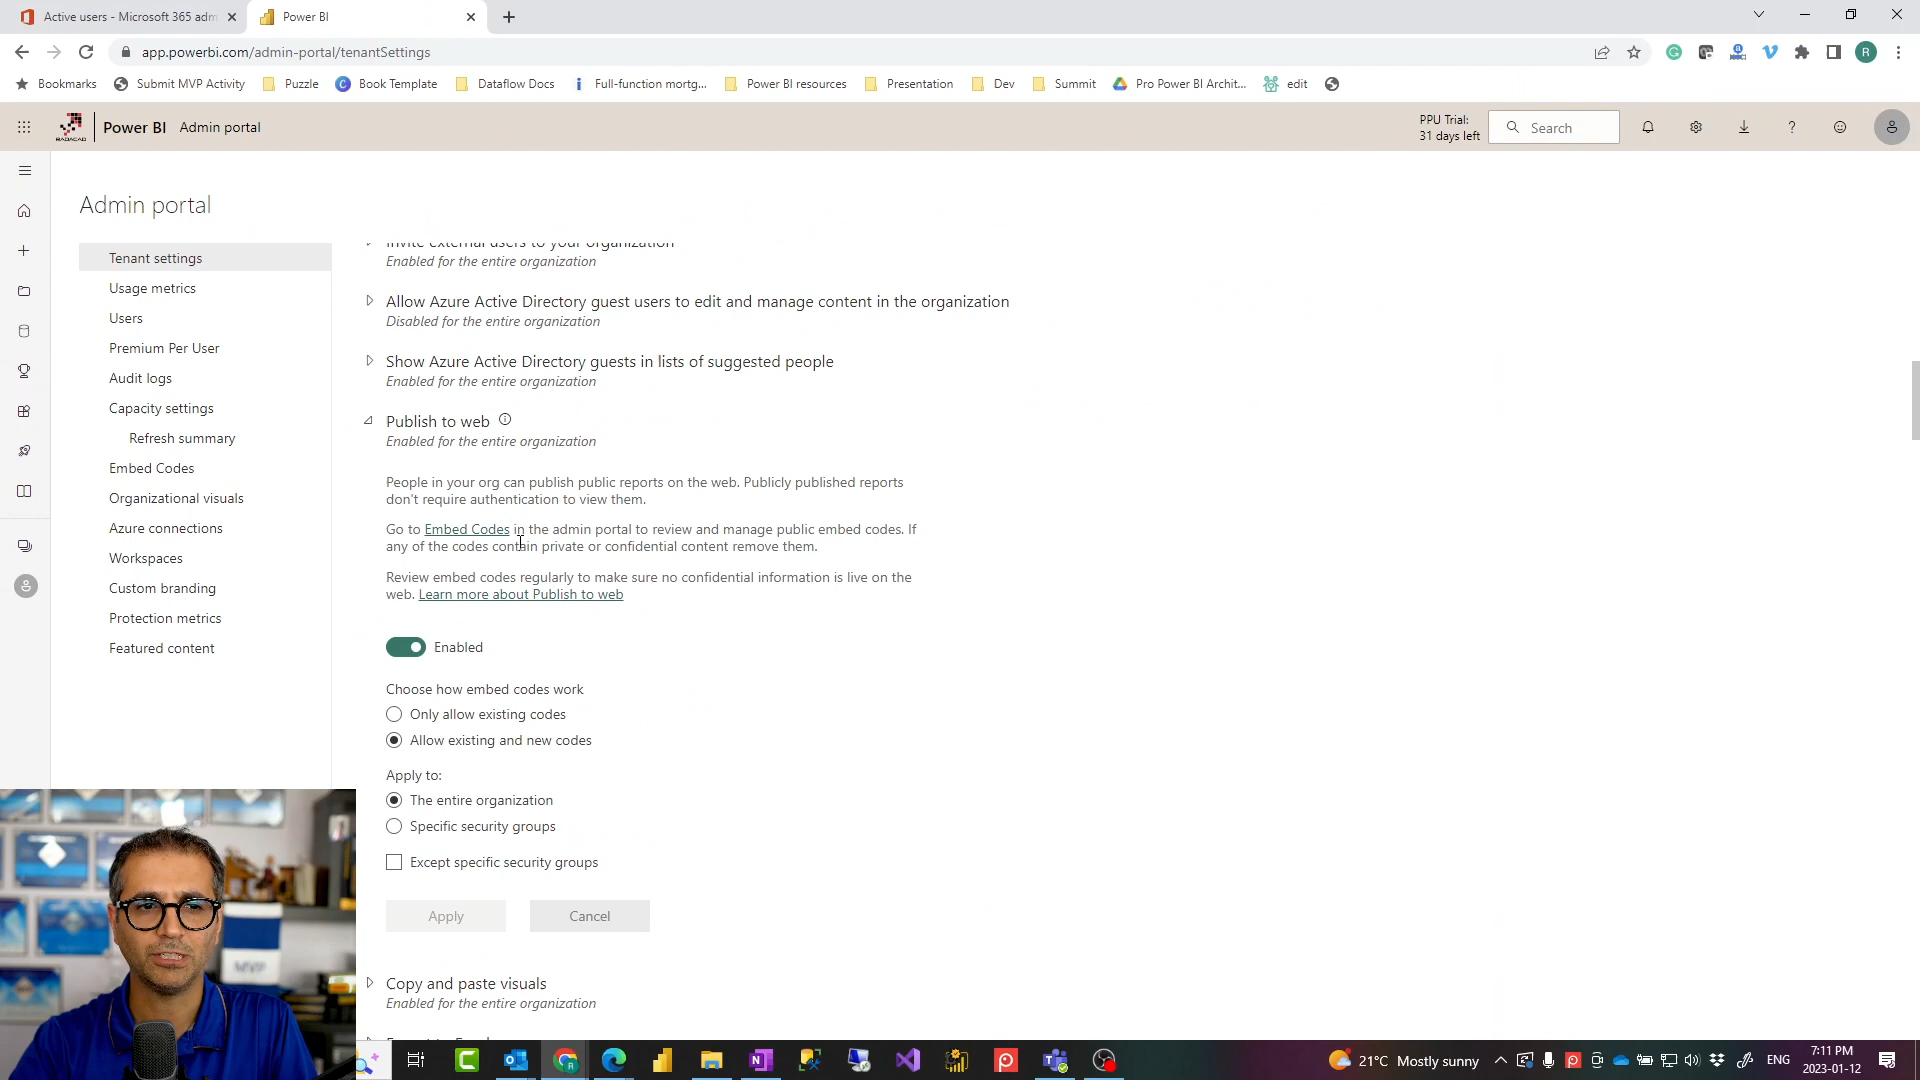 Active users - Microsoft 365 adm
Power BI
app.powerbi.com/admin-portal/tenantSettings
Bookmarks
Submit MVP Activity
Puzzle
Book Template
Dataflow Docs
Full-function mortg...
Power BI resources
Presentation
Dev
Summit
Pro Power BI Archit...
edit
RADACAD
Power BI
Admin portal
PPU Trial:
31 days left
Search
Admin portal
Tenant settings
Usage metrics
Users
Premium Per User
Audit logs
Capacity settings
Refresh summary
Embed Codes
Organizational visuals
Azure connections
Workspaces
Custom branding
Protection metrics
Featured content
Invite external users to your organization
Enabled for the entire organization
Allow Azure Active Directory guest users to edit and manage content in the organization
Disabled for the entire organization
Show Azure Active Directory guests in lists of suggested people
Enabled for the entire organization
Publish to web
Enabled for the entire organization
People in your org can publish public reports on the web. Publicly published reports
don't require authentication to view them.
Go to Embed Codes in the admin portal to review and manage public embed codes. If
any of the codes contain private or confidential content remove them.
Review embed codes regularly to make sure no confidential information is live on the
web. Learn more about Publish to web
Enabled
Choose how embed codes work
Only allow existing codes
Allow existing and new codes
Apply to:
The entire organization
Specific security groups
Except specific security groups
Apply
Cancel
Copy and paste visuals
Enabled for the entire organization
MVP
21°C Mostly sunny
ENG
7:11 PM
2023-01-12